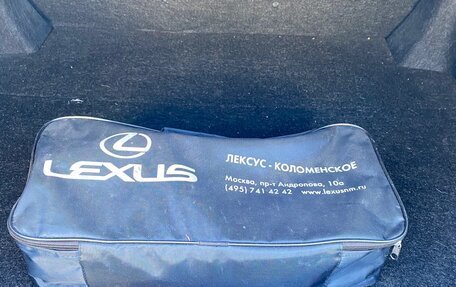 LEXUS
ЛЕКСУС - КОЛОМЕНСКОЕ
Москва, пр-т Андропова, 10а
(495) 741 42 42 www.lexusnm.ru